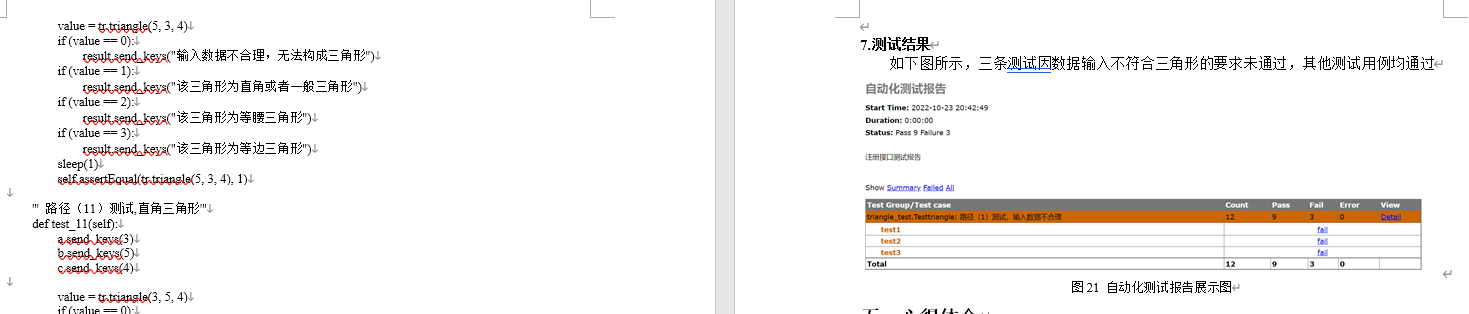 value = tr.triangle(5, 3, 4)
if (value == 0):
result.send_keys("输入数据不合理，无法构成三角形")
if (value == 1):
result.send_keys("该三角形为直角或者一般三角形")
if (value == 2):
result.send_keys("该三角形为等腰三角形")
if (value == 3):
result.send_keys("该三角形为等边三角形")
sleep(1)
self.assertEqual(tr.triangle(5, 3, 4), 1)
''' 路径（11）测试,直角三角形'''
def test_11(self):
a.send_keys(3)
b.send_keys(5)
c.send_keys(4)
value = tr.triangle(3, 5, 4)
if (value == 0):
7.测试结果
如下图所示，三条测试因数据输入不符合三角形的要求未通过，其他测试用例均通过
自动化测试报告
Start Time: 2022-10-23 20:42:49
Duration: 0:00:00
Status: Pass 9 Failure 3
注册接口测试报告
Show Summary Failed All
Test Group/Test case Count Pass Fail Error View
triangle_test.Testtriangle: 路径（1）测试，输入数据不合理 12 9 3 0 Detail
test1 fail
test2 fail
test3 fail
Total 12 9 3 0
图 21 自动化测试报告展示图